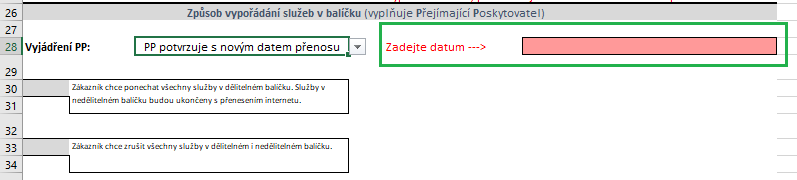 26 Způsob vypořádání služeb v balíčku (vyplňuje Přejímající Poskytovatel)
27
28 Vyjádření PP: PP potvrzuje s novým datem přenosu Zadejte datum --->
29
30 Zákazník chce ponechat všechny služby v dělitelném balíčku. Služby v
31 nedělitelném balíčku budou ukončeny s přenesením internetu.
32
33 Zákazník chce zrušit všechny služby v dělitelném i nedělitelném balíčku.
34